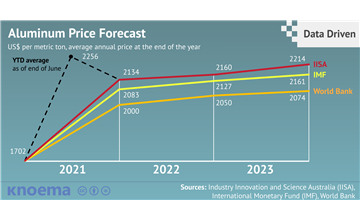 Aluminum Price Forecast
Data Driven
US$ per metric ton, average annual price at the end of the year
YTD average
as of end of June
2256
2134
2160
2214
IISA
IMF
2083
2127
2161
World Bank
2000
2050
2074
1702
2021
2022
2023
knoema
Sources: Industry Innovation and Science Australia (IISA),
International Monetary Fund (IMF), World Bank